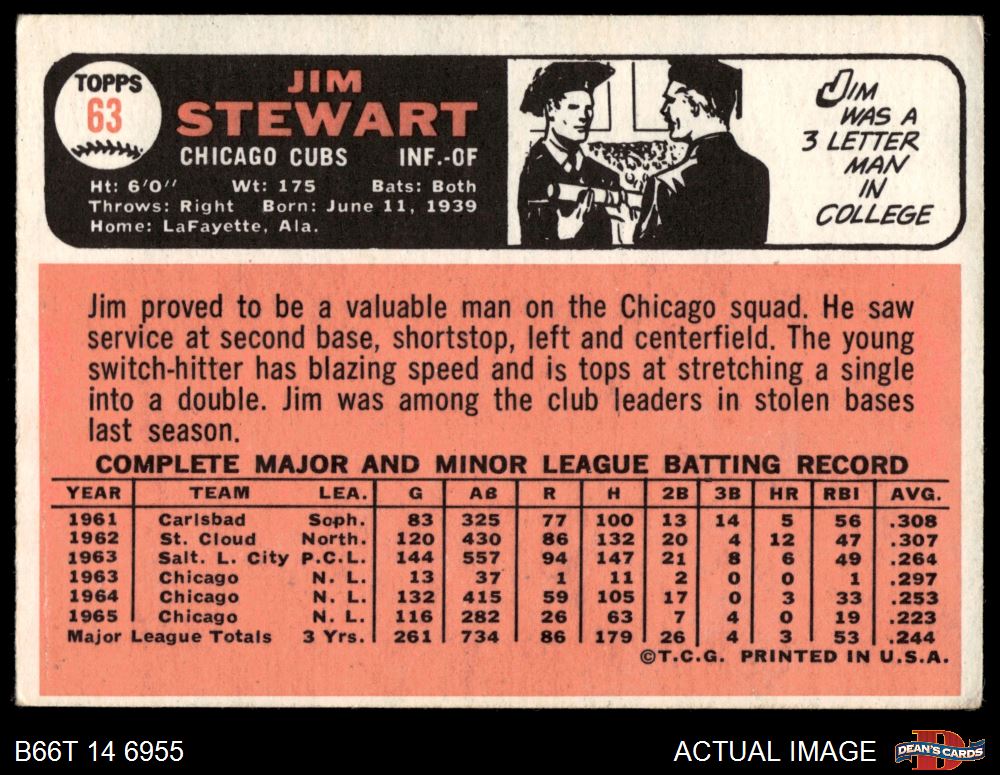 TOPPS
63
JIM
STEWART
CHICAGO CUBS INF.-OF
Ht: 6'0" Wt: 175 Bats: Both
Throws: Right Born: June 11, 1939
Home: LaFayette, Ala.
JIM
WAS A
3 LETTER
MAN
IN
COLLEGE
Jim proved to be a valuable man on the Chicago squad. He saw
service at second base, shortstop, left and centerfield. The young
switch-hitter has blazing speed and is tops at stretching a single
into a double. Jim was among the club leaders in stolen bases
last season.
COMPLETE MAJOR AND MINOR LEAGUE BATTING RECORD
YEAR TEAM LEA. G AB R H 2B 3B HR RBI AVG.
1961 Carlsbad Soph. 83 325 77 100 13 14 5 56 .308
1962 St. Cloud North. 120 430 86 132 20 4 12 47 .307
1963 Salt. L. City P.C.L. 144 557 94 147 21 8 6 49 .264
1963 Chicago N. L. 13 37 1 11 2 0 0 1 .297
1964 Chicago N. L. 132 415 59 105 17 0 3 33 .253
1965 Chicago N. L. 116 282 26 63 7 4 0 19 .223
Major League Totals 3 Yrs. 261 734 86 179 26 4 3 53 .244
©T.C.G. PRINTED IN U.S.A.
B66T 14 6955 ACTUAL IMAGE DEAN'S CARDS